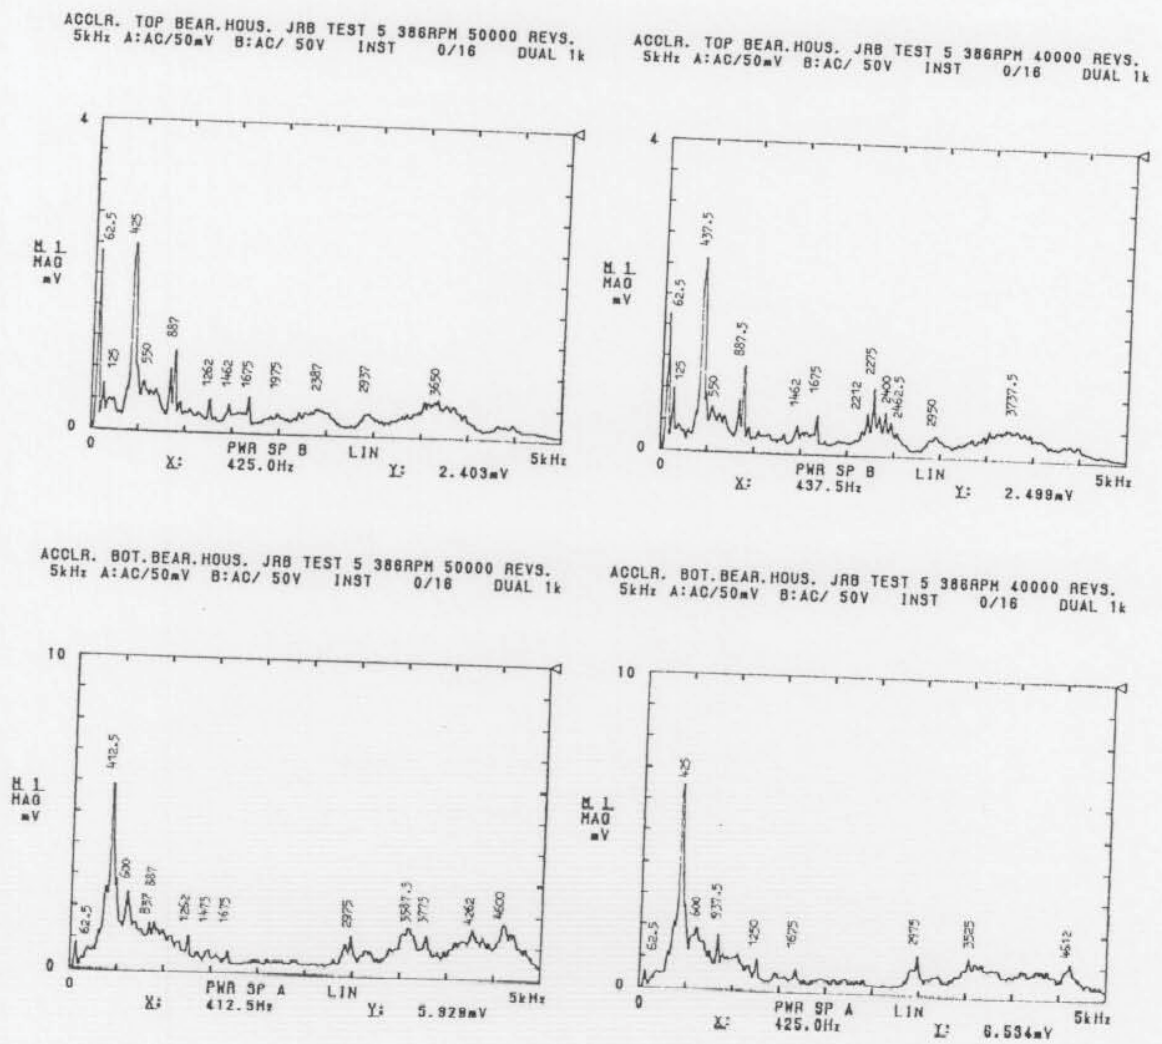 ACCLR. TOP BEAR.HOUS. JRB TEST 5 386RPM 50000 REVS.
5kHz A:AC/50mV B:AC/ 50V INST 0/16 DUAL 1k
4
M. 1
MAG
mV
0
62.5
125
425
550
887
1262
1462
1675
1975
2387
2937
3650
0
PWR SP B LIN
5kHz
X: 425.0Hz Y: 2.403mV
ACCLR. TOP BEAR.HOUS. JRB TEST 5 386RPM 40000 REVS.
5kHz A:AC/50mV B:AC/ 50V INST 0/16 DUAL 1k
4
M. 1
MAG
mV
0
62.5
125
437.5
550
887.5
1462
1675
2212
2275
2400
2462.5
2950
3737.5
0
PWR SP B LIN
5kHz
X: 437.5Hz Y: 2.499mV
ACCLR. BOT.BEAR.HOUS. JRB TEST 5 386RPM 50000 REVS.
5kHz A:AC/50mV B:AC/ 50V INST 0/16 DUAL 1k
10
M. 1
MAG
mV
0
62.5
412.5
600
837
887
1262
1475
1675
2975
3587.5
3775
4262
4600
0
PWR SP A LIN
5kHz
X: 412.5Hz Y: 5.929mV
ACCLR. BOT.BEAR.HOUS. JRB TEST 5 386RPM 40000 REVS.
5kHz A:AC/50mV B:AC/ 50V INST 0/16 DUAL 1k
10
M. 1
MAG
mV
0
62.5
425
600
937.5
1250
1675
2975
3525
4612
0
PWR SP A LIN
5kHz
X: 425.0Hz Y: 6.534mV